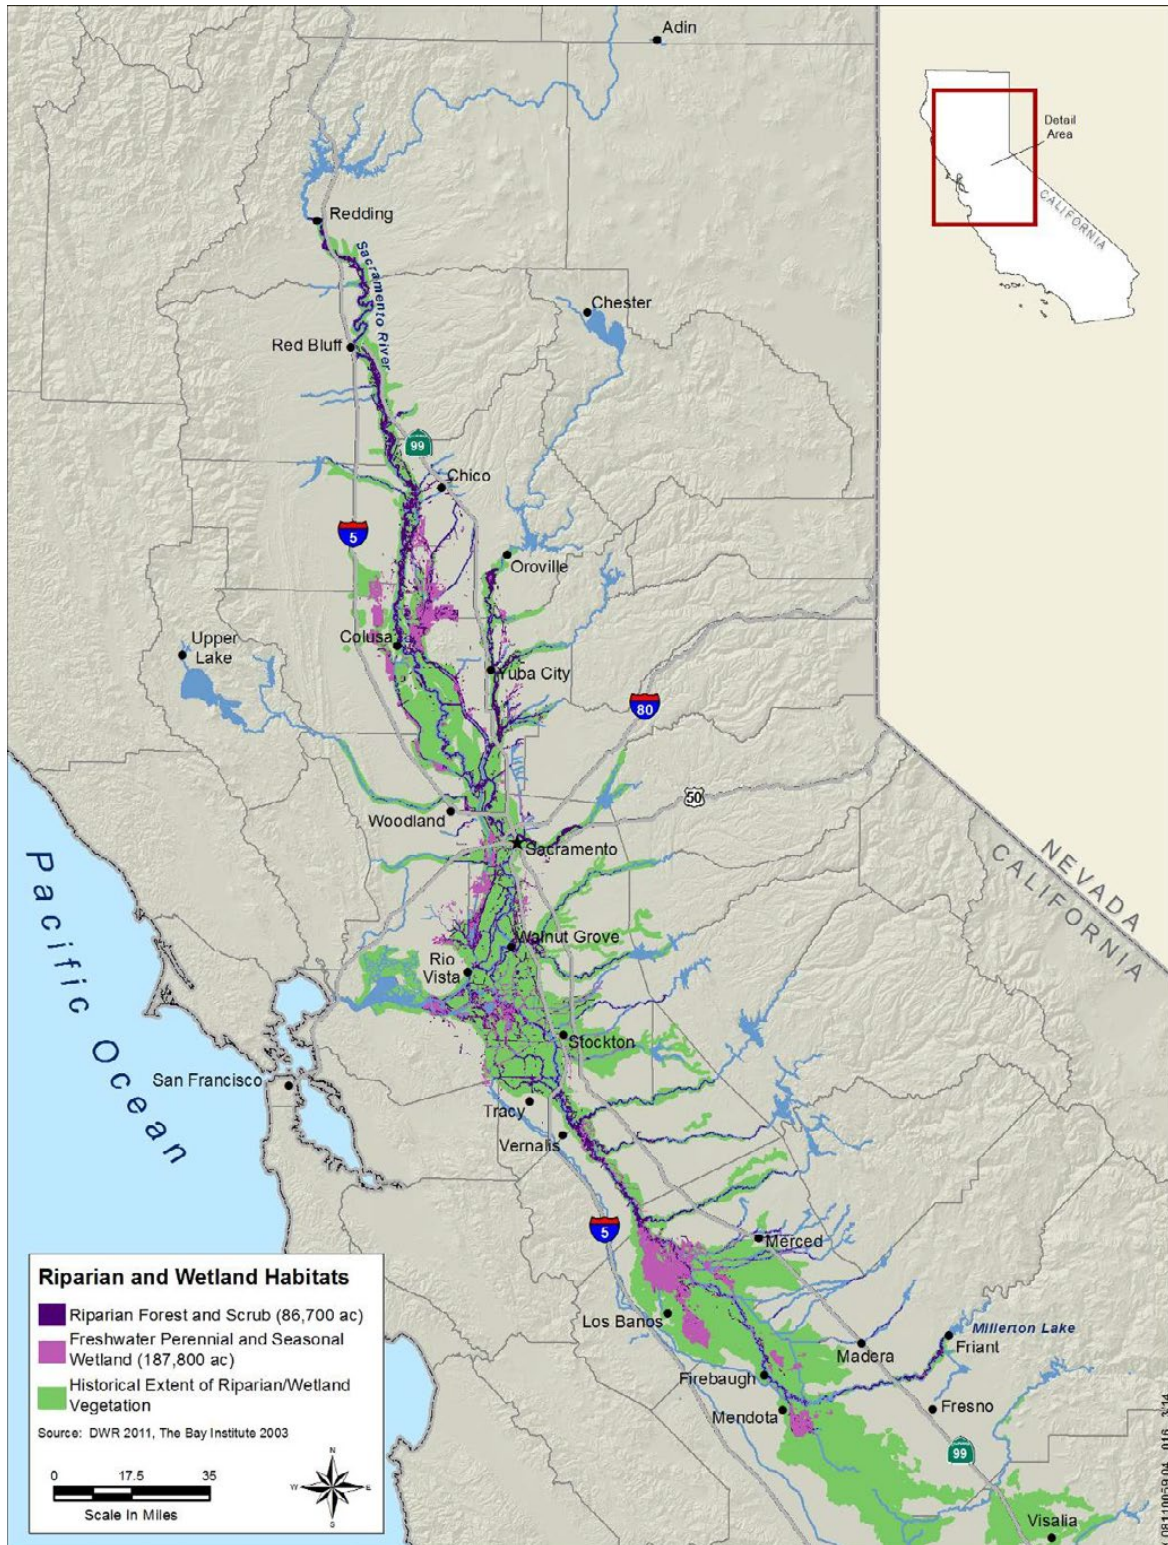 Adin
Detail
Area
CALIFORNIA
Redding
Sacramento River
Chester
Red Bluff
99
Chico
5
Oroville
Colusa
Upper
Lake
Yuba City
80
50
Woodland
Sacramento
NEVADA
CALIFORNIA
Pacific Ocean
Walnut Grove
Rio
Vista
Stockton
San Francisco
Tracy
Vernalis
5
Merced
Los Banos
Millerton Lake
Friant
Madera
Firebaugh
Mendota
Fresno
99
Visalia
Riparian and Wetland Habitats
Riparian Forest and Scrub (86,700 ac)
Freshwater Perennial and Seasonal
Wetland (187,800 ac)
Historical Extent of Riparian/Wetland
Vegetation
Source: DWR 2011, The Bay Institute 2003
0 17.5 35
Scale In Miles
N
W E
S